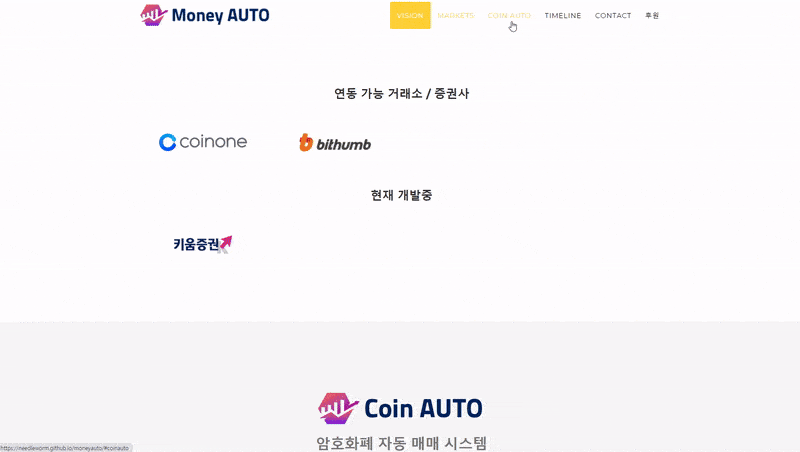 Money AUTO
VISION MARKETS COIN AUTO TIMELINE CONTACT 후원
연동 가능 거래소 / 증권사
coinone bithumb
현재 개발중
키움증권
Coin AUTO
암호화폐 자동 매매 시스템
https://needleworm.github.io/moneyauto/#coinauto